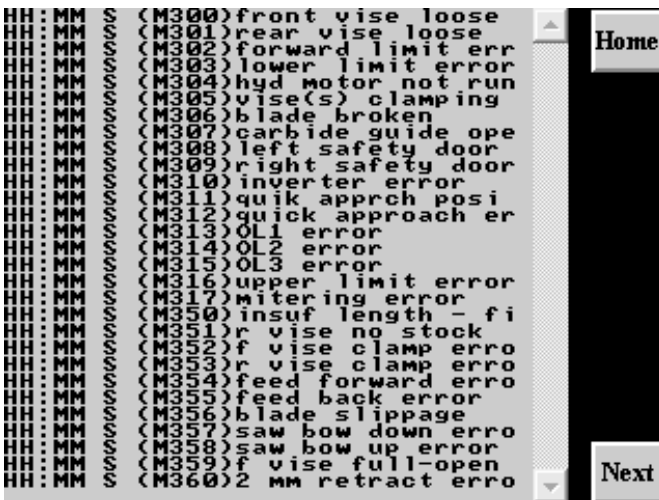 HH:MM S (M300)front vise loose
HH:MM S (M301)rear vise loose
HH:MM S (M302)forward limit err
HH:MM S (M303)lower limit error
HH:MM S (M304)hyd motor not run
HH:MM S (M305)vise(s) clamping
HH:MM S (M306)blade broken
HH:MM S (M307)carbide guide ope
HH:MM S (M308)left safety door
HH:MM S (M309)right safety door
HH:MM S (M310)inverter error
HH:MM S (M311)quik apprch posi
HH:MM S (M312)quick approach er
HH:MM S (M313)OL1 error
HH:MM S (M314)OL2 error
HH:MM S (M315)OL3 error
HH:MM S (M316)upper limit error
HH:MM S (M317)mitering error
HH:MM S (M350)insuf length - fi
HH:MM S (M351)r vise no stock
HH:MM S (M352)f vise clamp erro
HH:MM S (M353)r vise clamp erro
HH:MM S (M354)feed forward erro
HH:MM S (M355)feed back error
HH:MM S (M356)blade slippage
HH:MM S (M357)saw bow down erro
HH:MM S (M358)saw bow up error
HH:MM S (M359)f vise full-open
HH:MM S (M360)2 mm retract erro
Home
Next